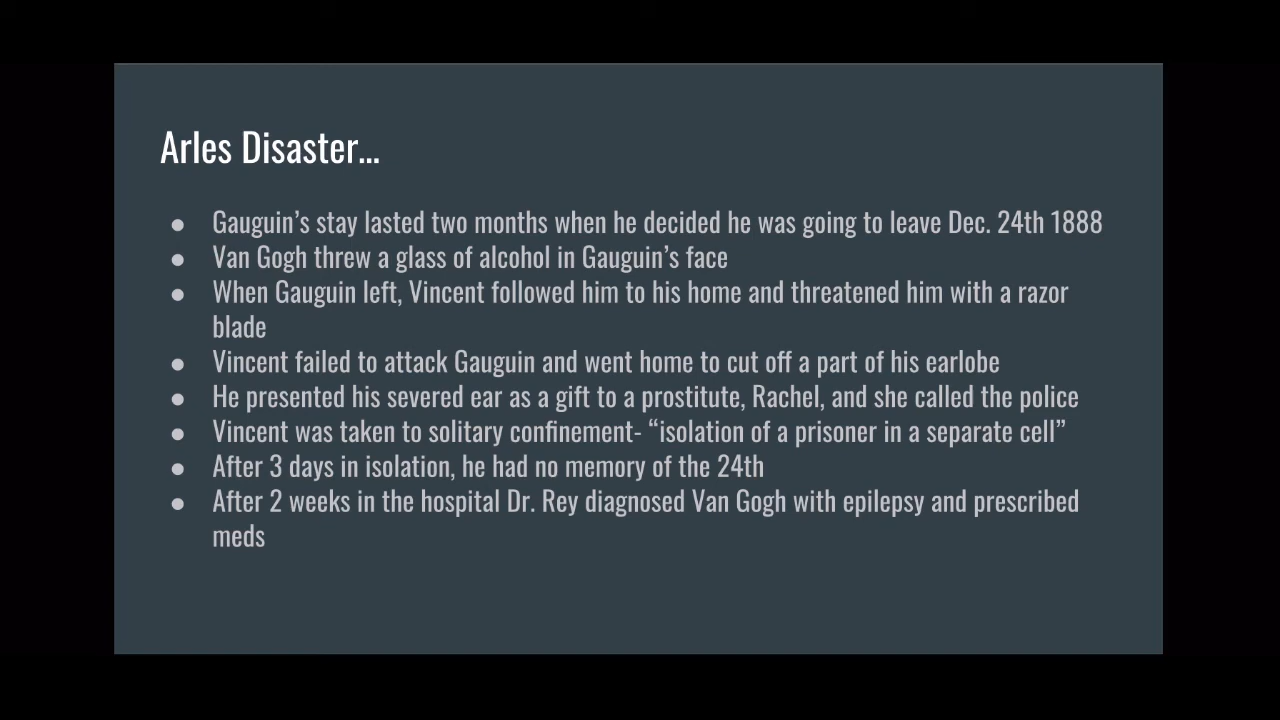 Arles Disaster...
● Gauguin’s stay lasted two months when he decided he was going to leave Dec. 24th 1888
● Van Gogh threw a glass of alcohol in Gauguin’s face
● When Gauguin left, Vincent followed him to his home and threatened him with a razor
blade
● Vincent failed to attack Gauguin and went home to cut off a part of his earlobe
● He presented his severed ear as a gift to a prostitute, Rachel, and she called the police
● Vincent was taken to solitary confinement- “isolation of a prisoner in a separate cell”
● After 3 days in isolation, he had no memory of the 24th
● After 2 weeks in the hospital Dr. Rey diagnosed Van Gogh with epilepsy and prescribed
meds